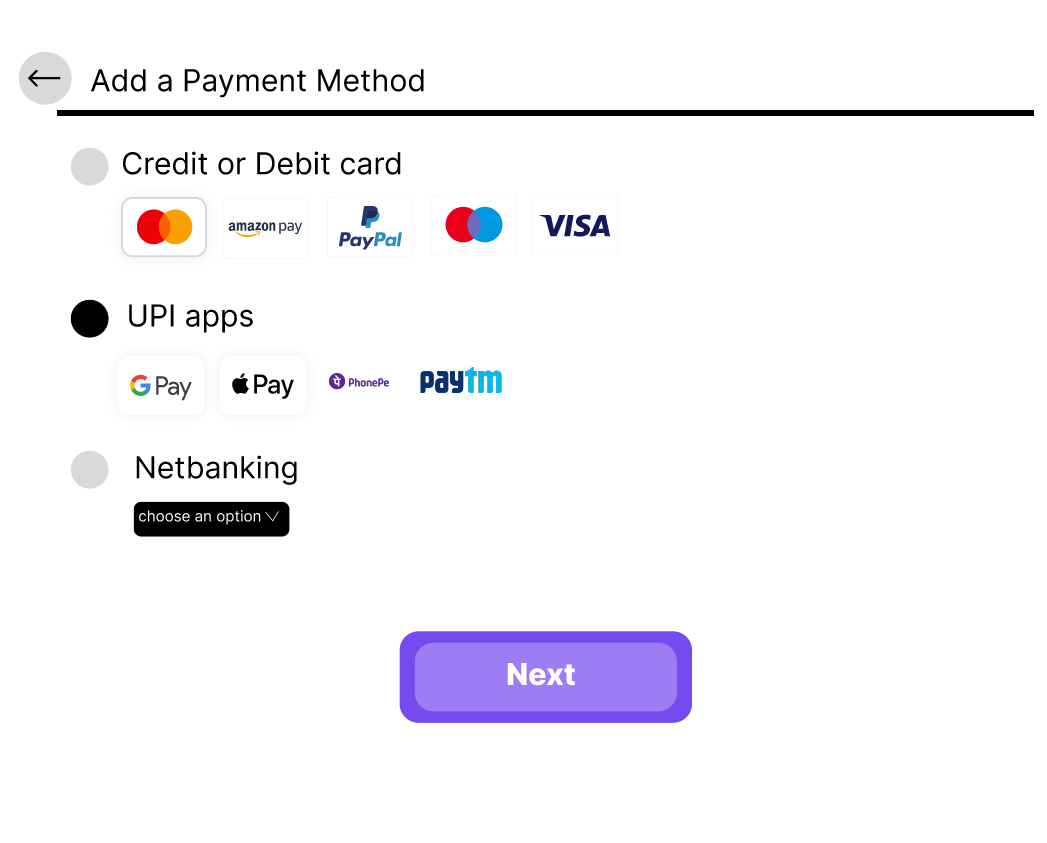 Add a Payment Method
Credit or Debit card
amazon pay
PayPal
VISA
UPI apps
G Pay
Pay
PhonePe
paytm
Netbanking
choose an option
Next